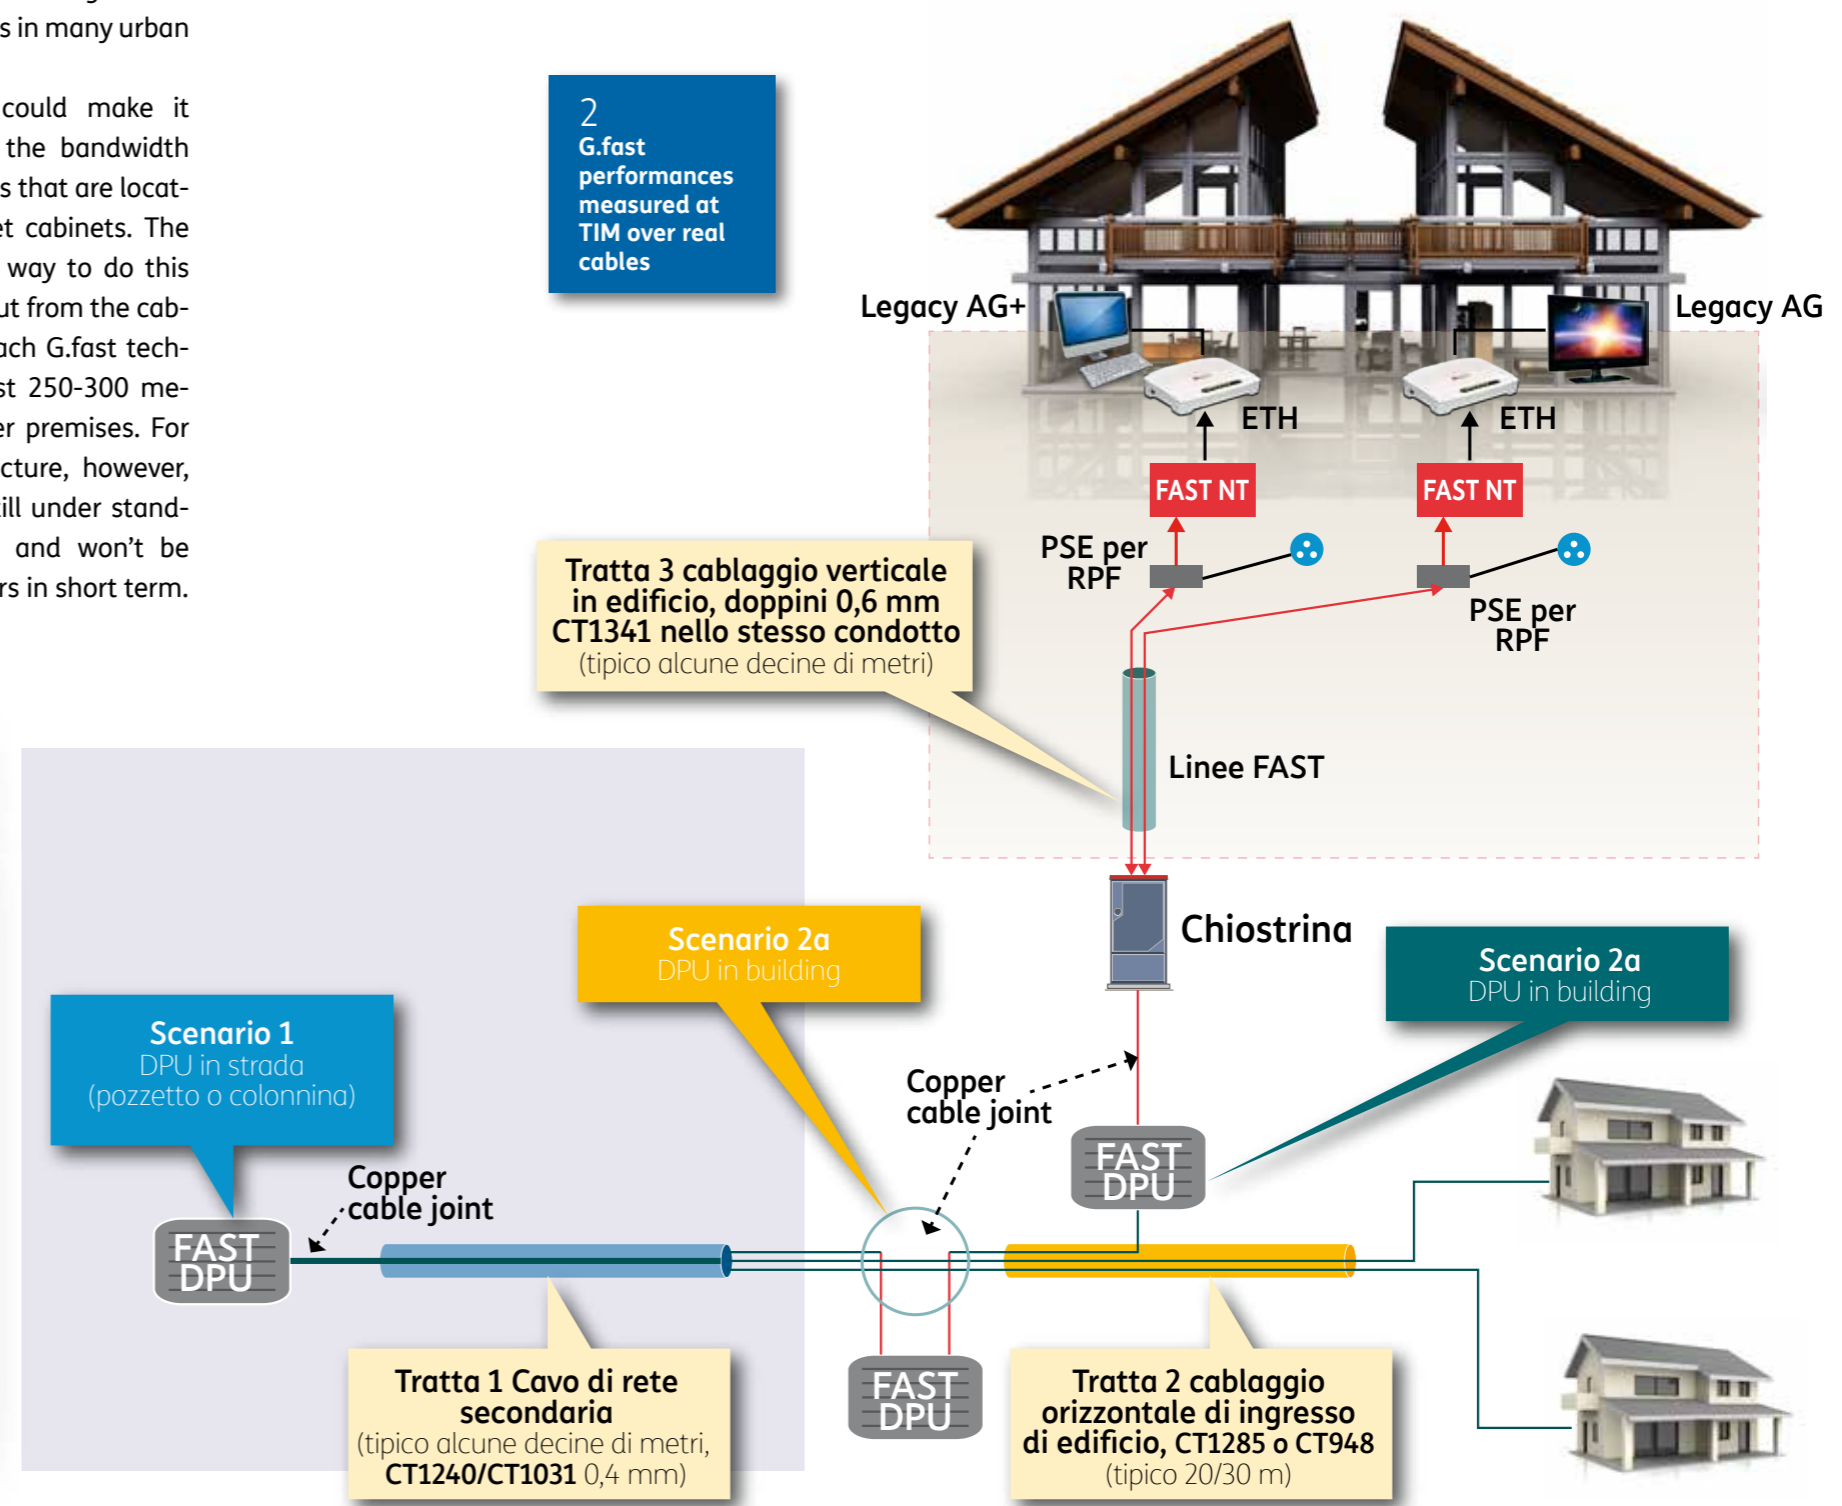 s in many urban
could make it
the bandwidth
s that are locat-
et cabinets. The
way to do this
ut from the cab-
ach G.fast tech-
st 250-300 me-
er premises. For
cture, however,
till under stand-
and won't be
rs in short term.
2
G.fast
performances
measured at
TIM over real
cables
Legacy AG+
Legacy AG
ETH
ETH
FAST NT
FAST NT
PSE per
RPF
PSE per
RPF
Tratta 3 cablaggio verticale
in edificio, doppini 0,6 mm
CT1341 nello stesso condotto
(tipico alcune decine di metri)
Linee FAST
Chiostrina
Scenario 2a
DPU in building
Scenario 2a
DPU in building
Scenario 1
DPU in strada
(pozzetto o colonnina)
Copper
cable joint
Copper
cable joint
FAST
DPU
FAST
DPU
FAST
DPU
Tratta 1 Cavo di rete
secondaria
(tipico alcune decine di metri,
CT1240/CT1031 0,4 mm)
Tratta 2 cablaggio
orizzontale di ingresso
di edificio, CT1285 o CT948
(tipico 20/30 m)